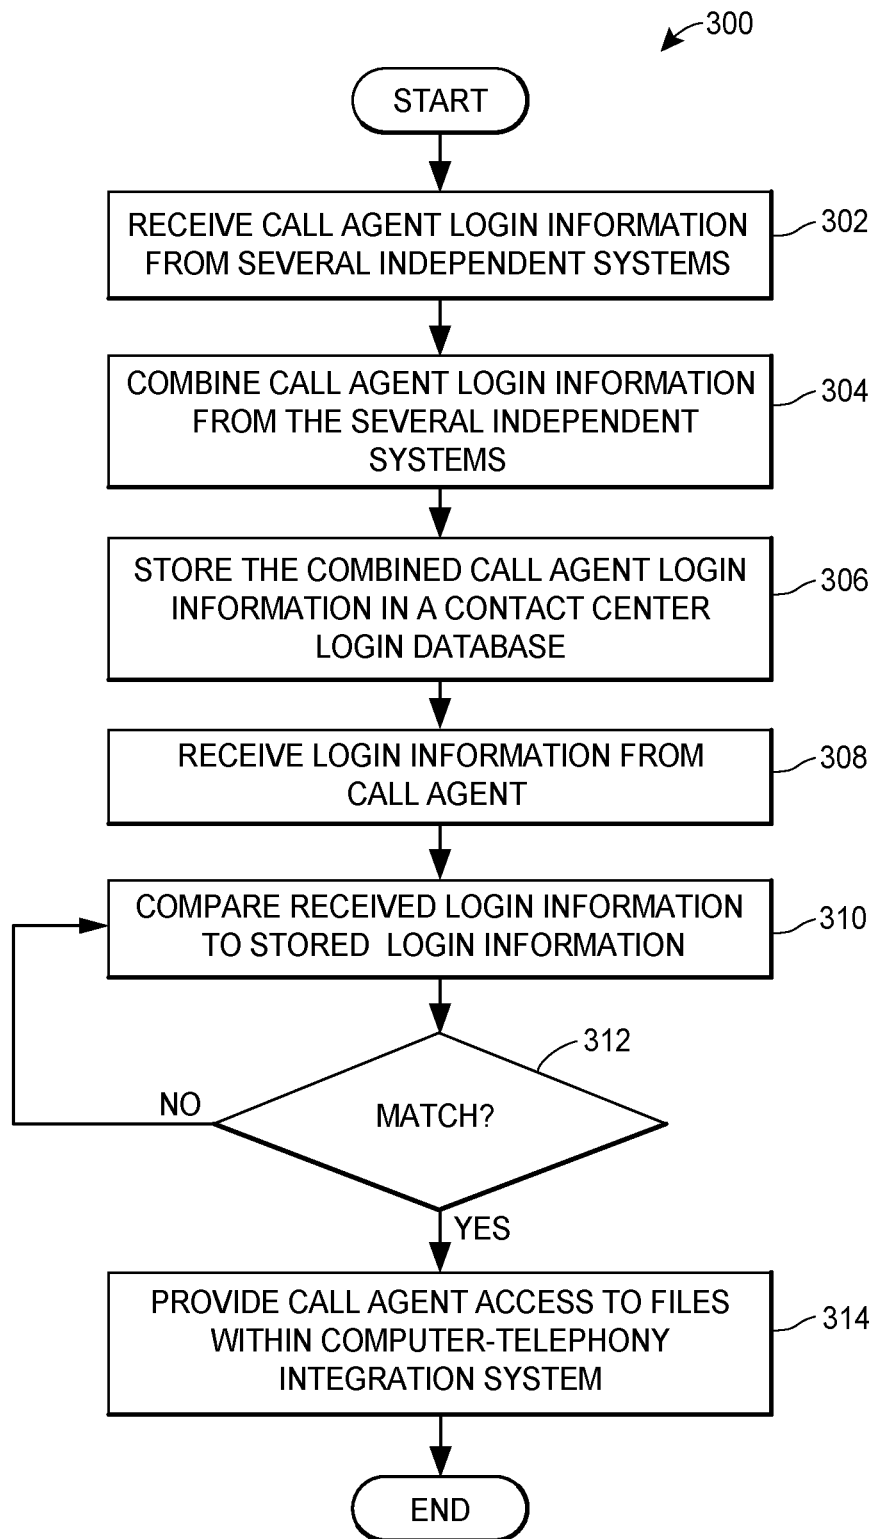 300
START
RECEIVE CALL AGENT LOGIN INFORMATION
FROM SEVERAL INDEPENDENT SYSTEMS
302
COMBINE CALL AGENT LOGIN INFORMATION
FROM THE SEVERAL INDEPENDENT
SYSTEMS
304
STORE THE COMBINED CALL AGENT LOGIN
INFORMATION IN A CONTACT CENTER
LOGIN DATABASE
306
RECEIVE LOGIN INFORMATION FROM
CALL AGENT
308
COMPARE RECEIVED LOGIN INFORMATION
TO STORED LOGIN INFORMATION
310
312
MATCH?
NO
YES
PROVIDE CALL AGENT ACCESS TO FILES
WITHIN COMPUTER-TELEPHONY
INTEGRATION SYSTEM
314
END